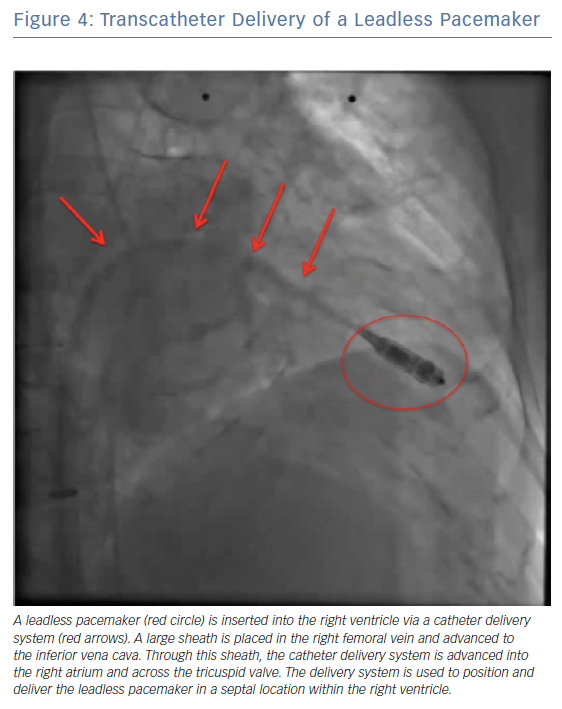 Figure 4: Transcatheter Delivery of a Leadless Pacemaker
A leadless pacemaker (red circle) is inserted into the right ventricle via a catheter delivery
system (red arrows). A large sheath is placed in the right femoral vein and advanced to
the inferior vena cava. Through this sheath, the catheter delivery system is advanced into
the right atrium and across the tricuspid valve. The delivery system is used to position and
deliver the leadless pacemaker in a septal location within the right ventricle.